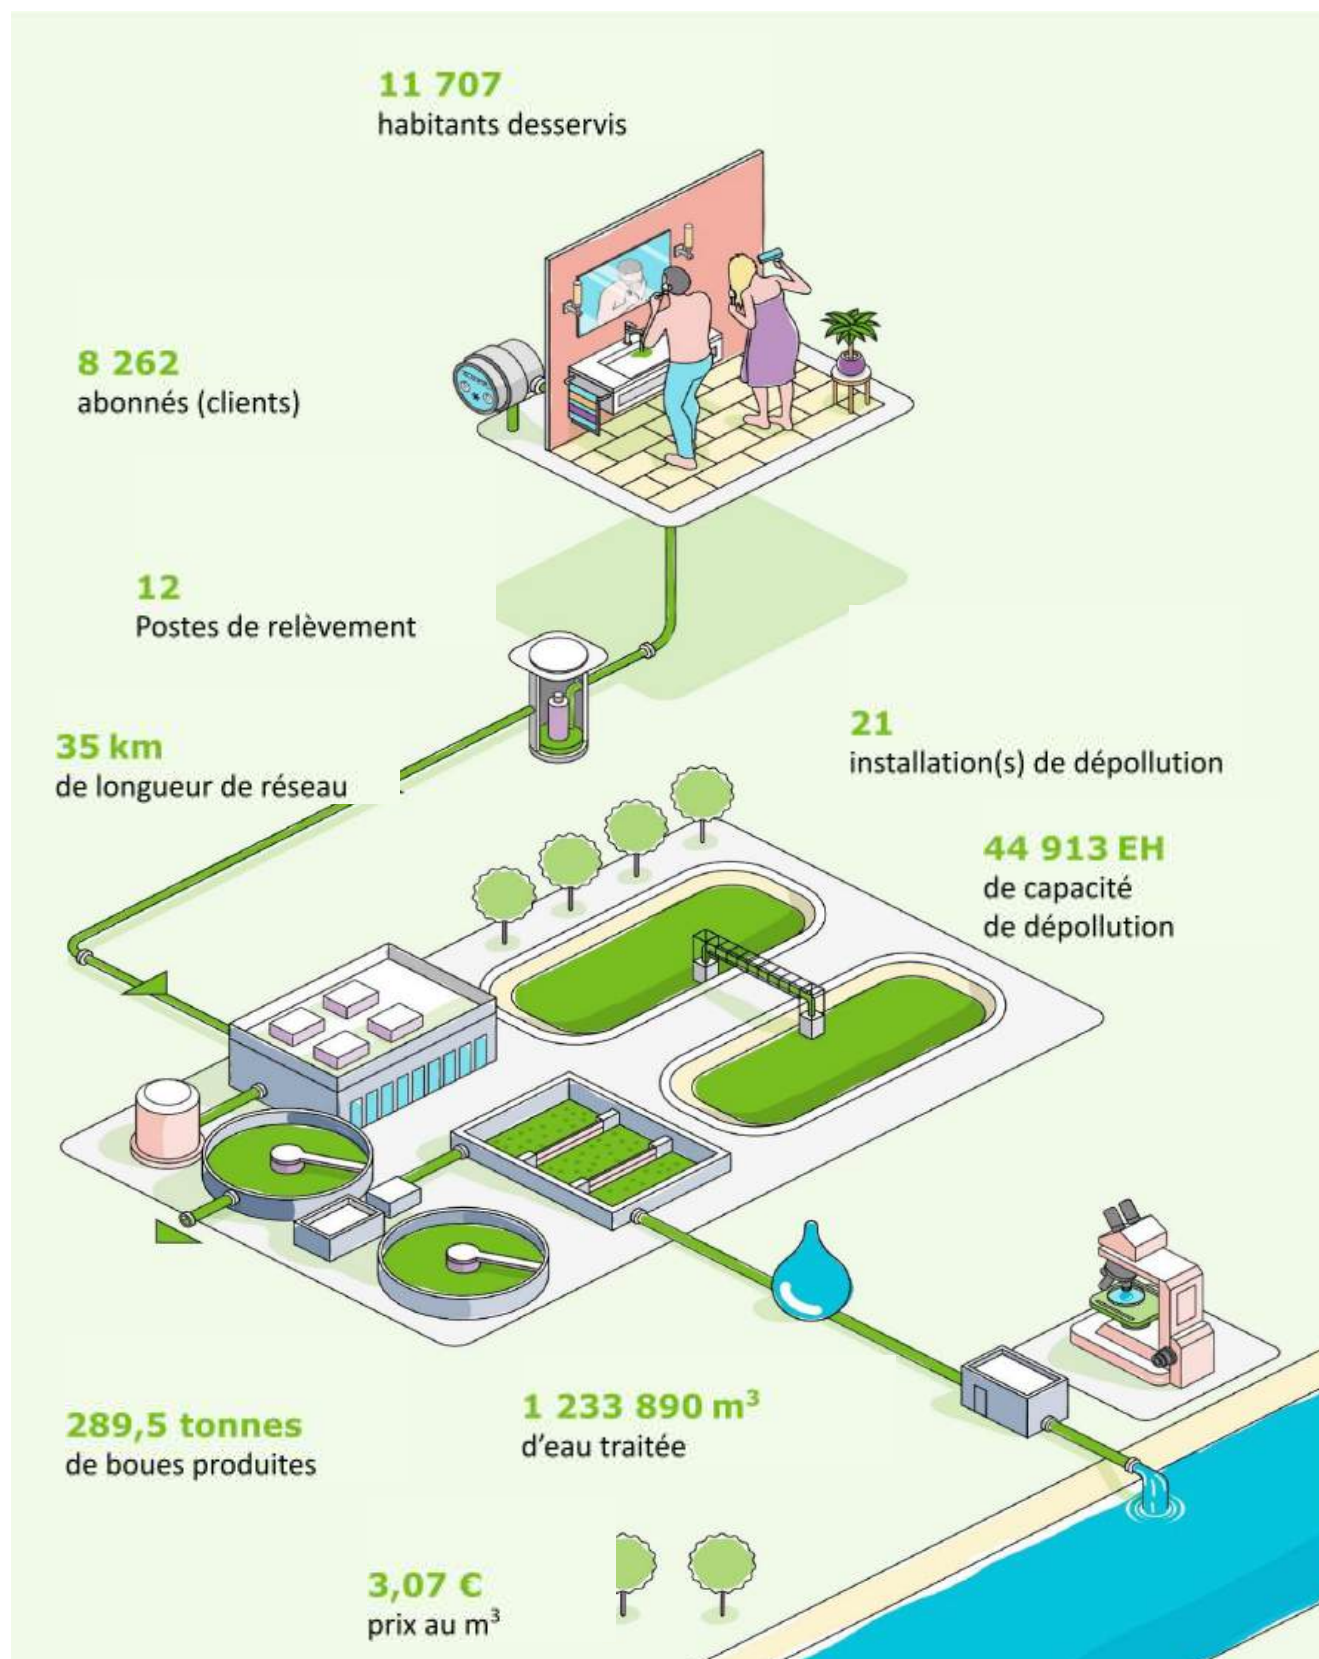 11 707
habitants desservis
8 262
abonnés (clients)
12
Postes de relèvement
35 km
de longueur de réseau
21
installation(s) de dépollution
44 913 EH
de capacité
de dépollution
289,5 tonnes
de boues produites
1 233 890 m³
d'eau traitée
3,07 €
prix au m³